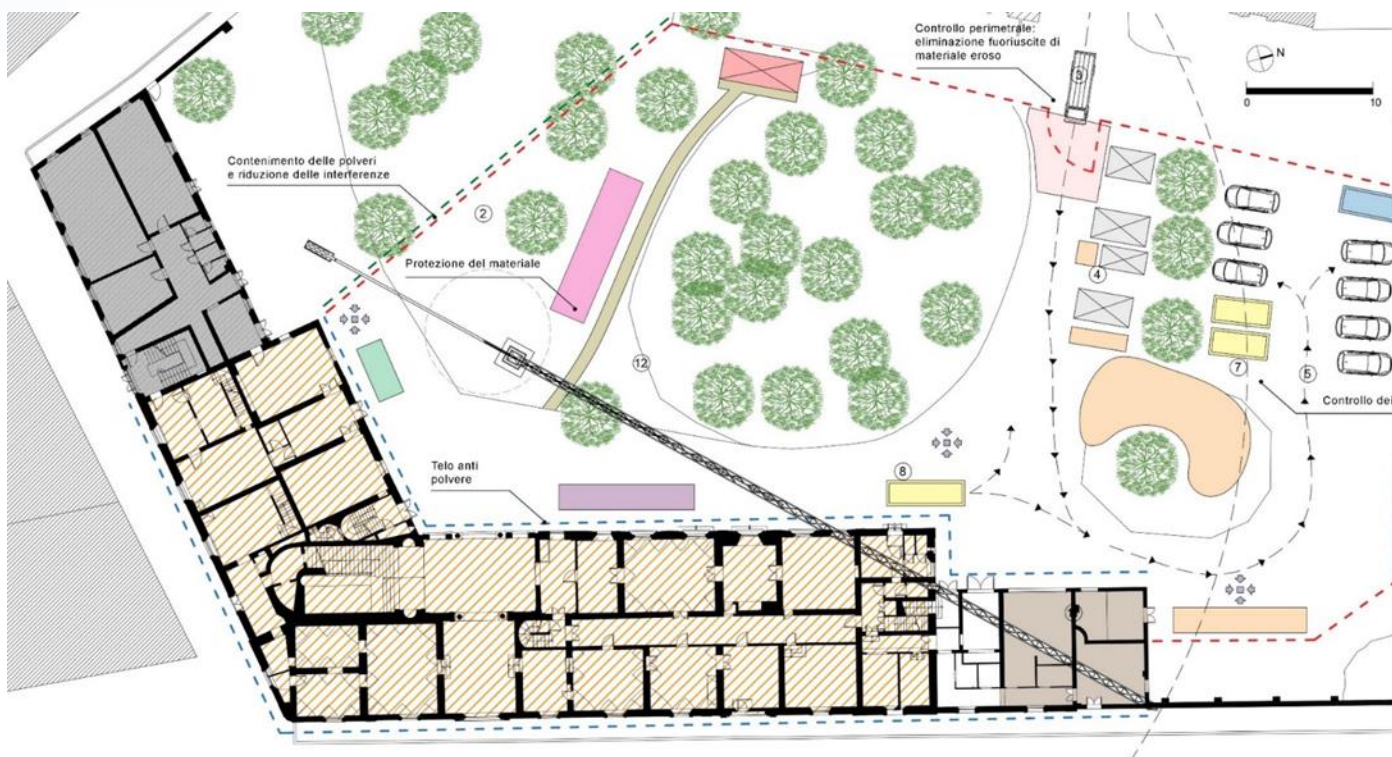 Controllo perimetrale:
eliminazione fuoriuscite di
materiale eroso
3
N
0 10
Contenimento delle polveri
e riduzione delle interferenze
2
Protezione del materiale
4
12
7
5
Controllo dei
Telo anti
polvere
8